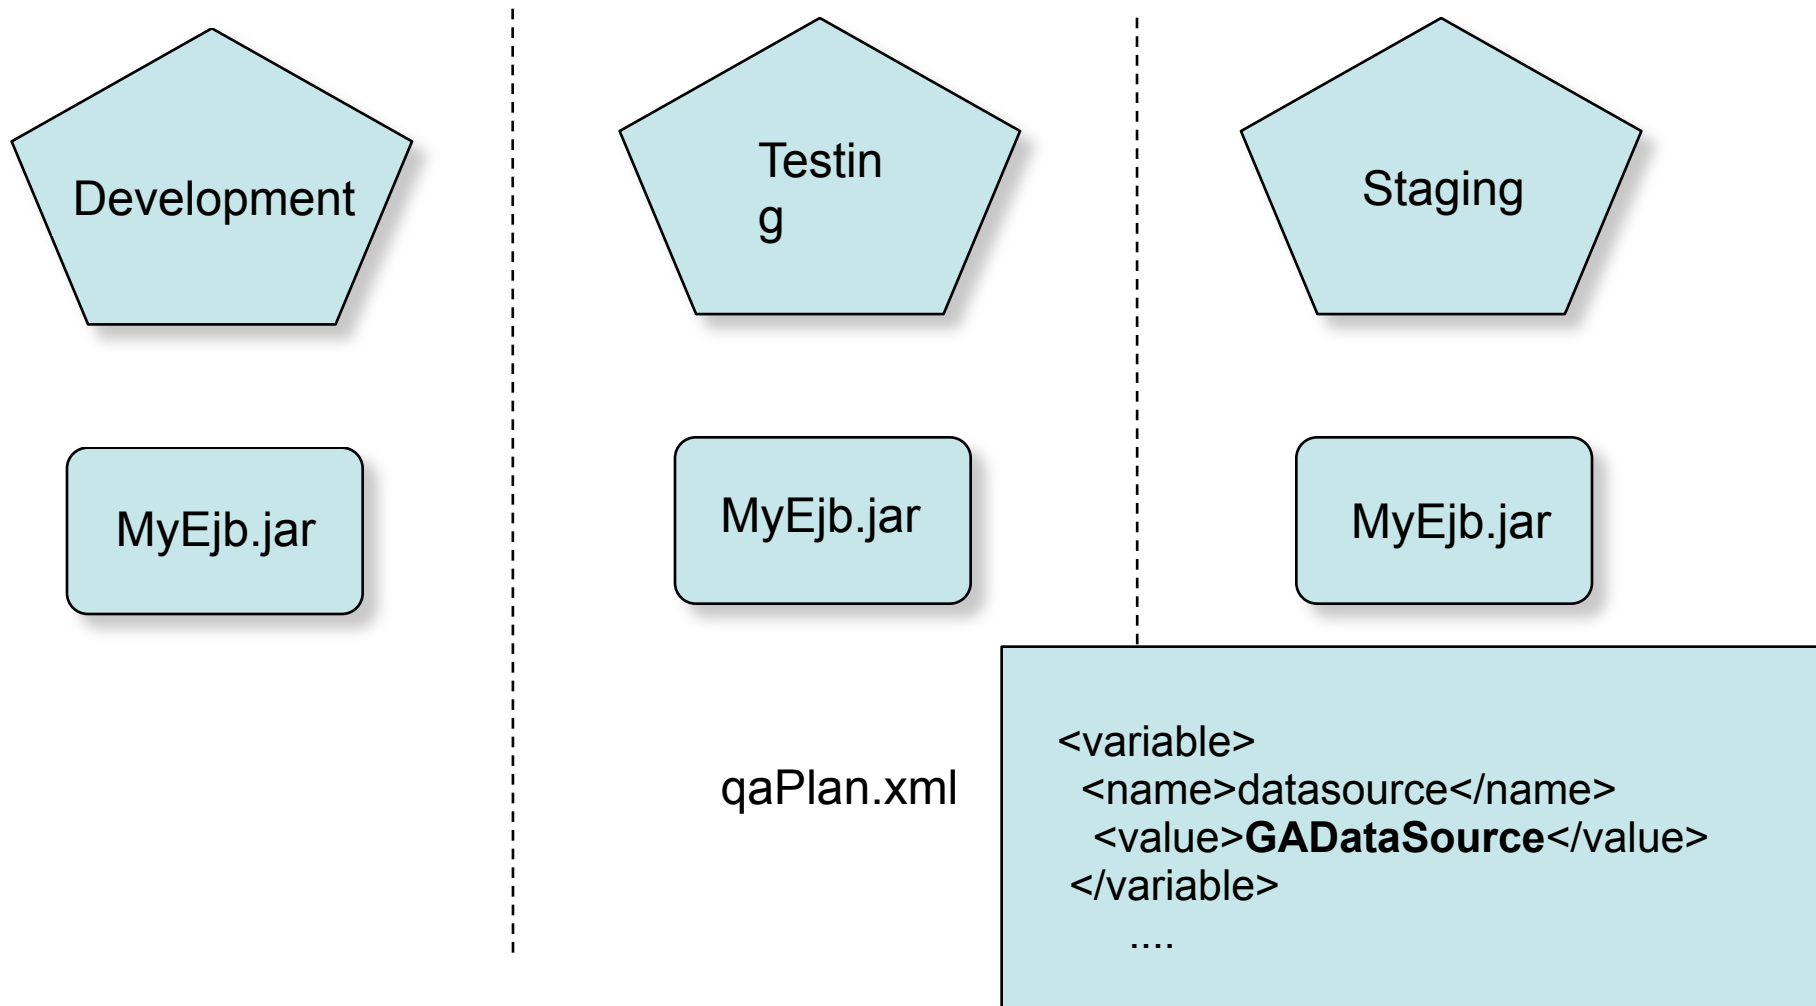 Development
Testin
g
Staging
MyEjb.jar
MyEjb.jar
MyEjb.jar
qaPlan.xml
<variable>
<name>datasource</name>
<value>GADataSource</value>
</variable>
....